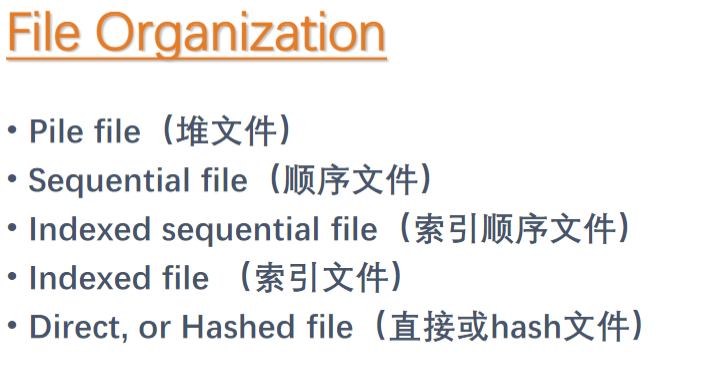 File Organization
• Pile file（堆文件）
• Sequential file（顺序文件）
• Indexed sequential file（索引顺序文件）
• Indexed file （索引文件）
• Direct, or Hashed file（直接或hash文件）